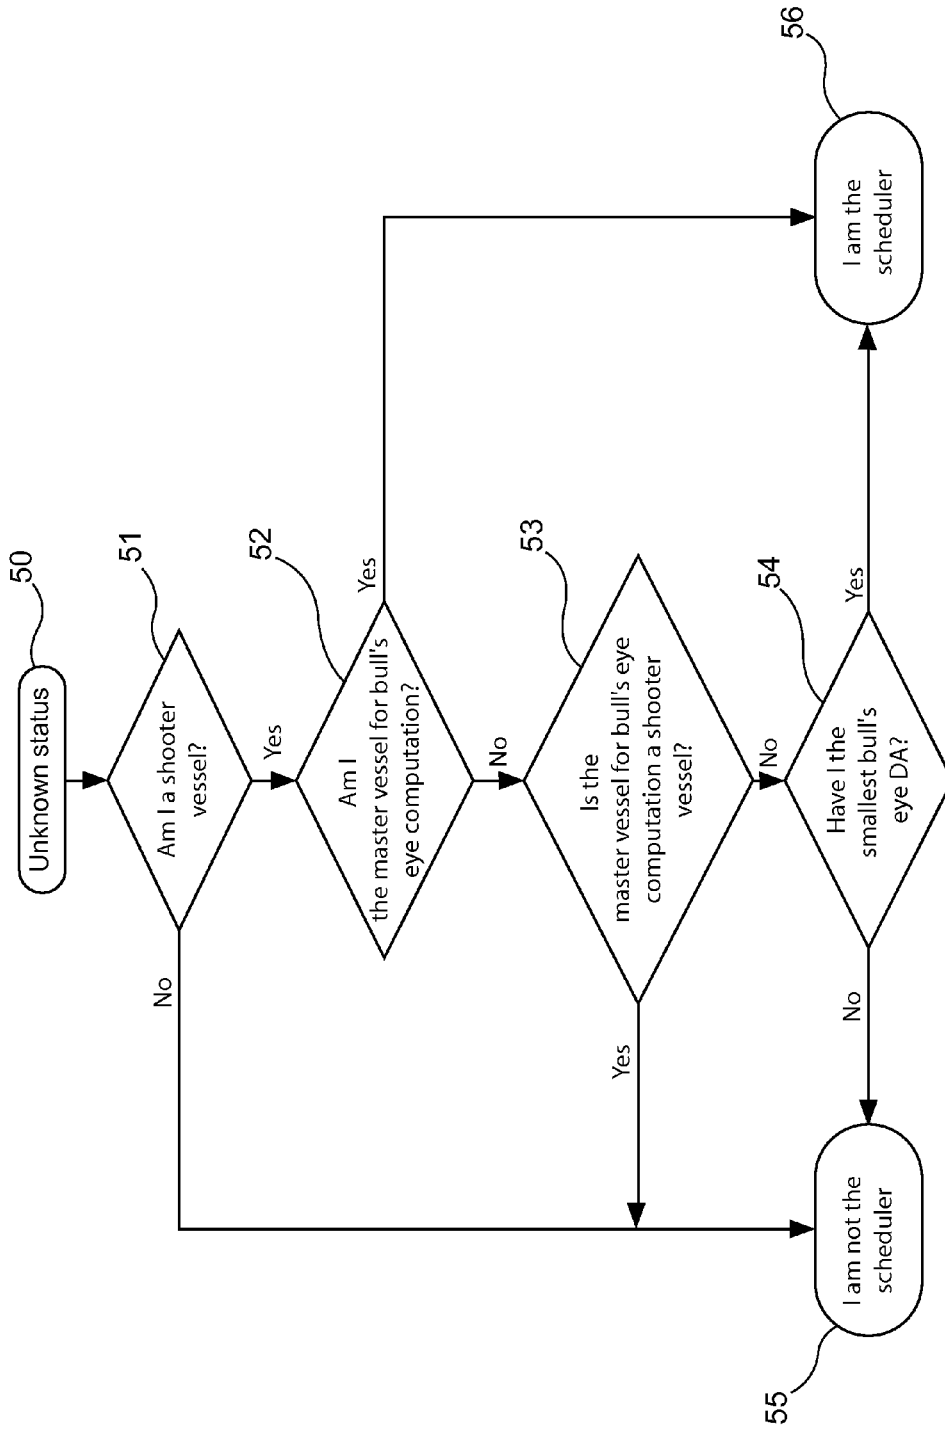 50
Unknown status
51
Am I a shooter
vessel?
No
Yes
52
Am I
the master vessel for bull's
eye computation?
Yes
No
53
Is the
master vessel for bull's eye
computation a shooter
vessel?
Yes
No
54
Have I the
smallest bull's
eye DA?
No
Yes
I am not the
scheduler
55
I am the
scheduler
56